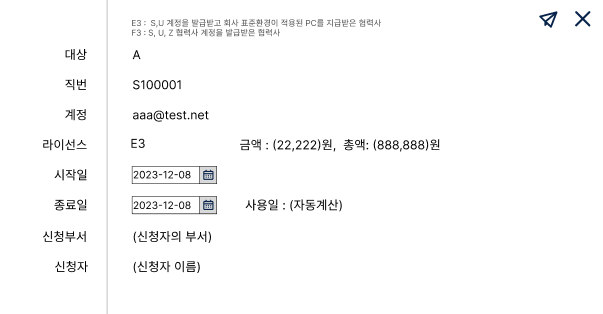 E3 : S,U 계정을 발급받고 회사 표준환경이 적용된 PC를 지급받은 협력사
F3 : S, U, Z 협력사 계정을 발급받은 협력사
대상 A
직번 S100001
계정 aaa@test.net
라이선스 E3 금액 : (22,222)원, 총액: (888,888)원
시작일 2023-12-08
종료일 2023-12-08 사용일 : (자동계산)
신청부서 (신청자의 부서)
신청자 (신청자 이름)